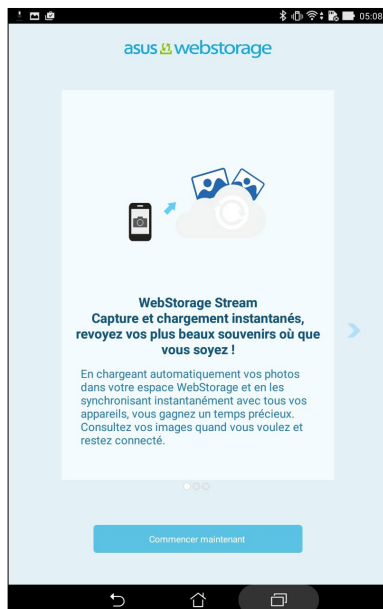 05:08
asus webstorage
WebStorage Stream
Capture et chargement instantanés,
revoyez vos plus beaux souvenirs où que
vous soyez !
En chargeant automatiquement vos photos
dans votre espace WebStorage et en les
synchronisant instantanément avec tous vos
appareils, vous gagnez un temps précieux.
Consultez vos images quand vous voulez et
restez connecté.
Commencer maintenant